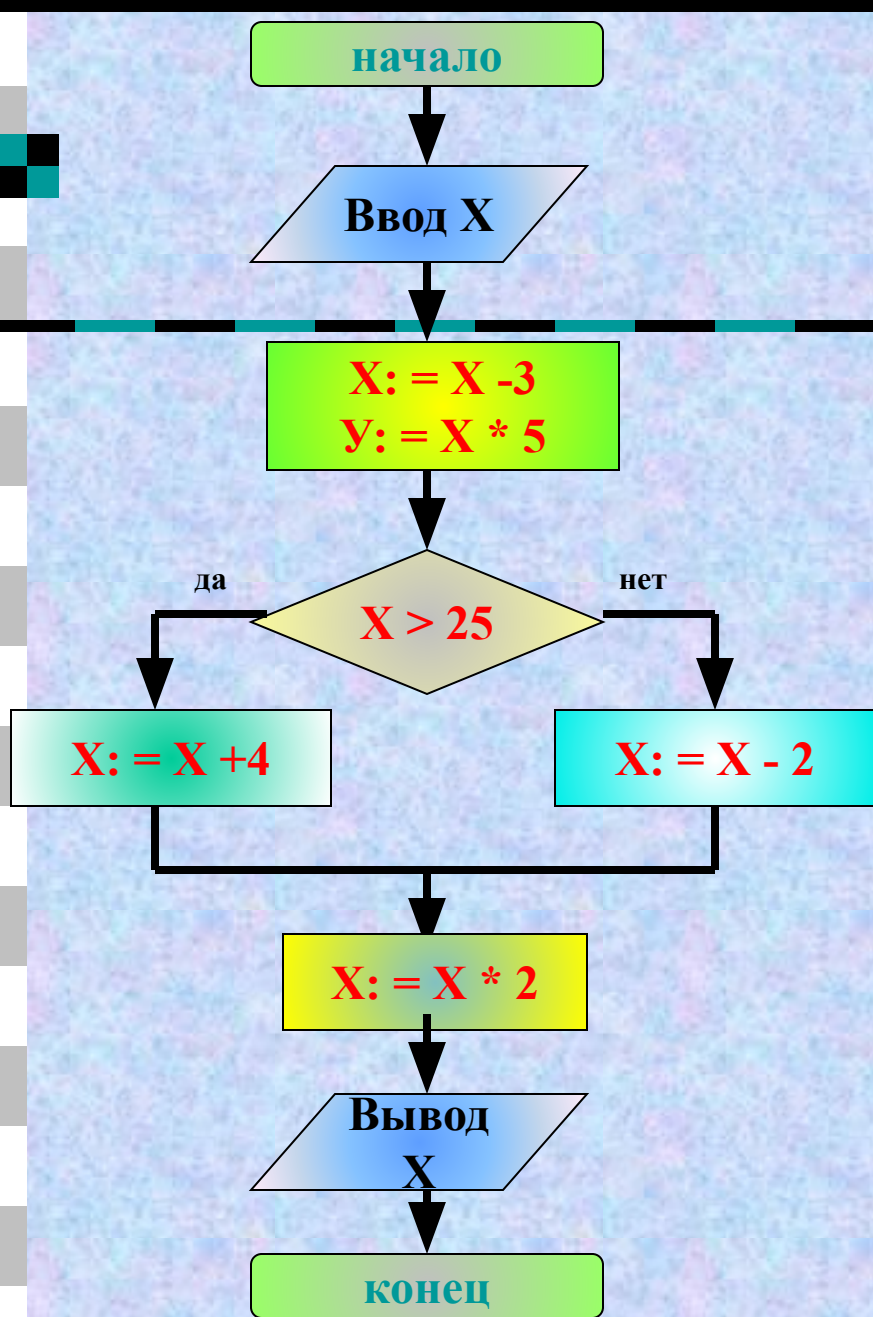 начало
Ввод Х
Х: = Х -3
У: = Х * 5
Х > 25
да
нет
Х: = Х +4
Х: = Х - 2
Х: = Х * 2
Вывод
Х
конец